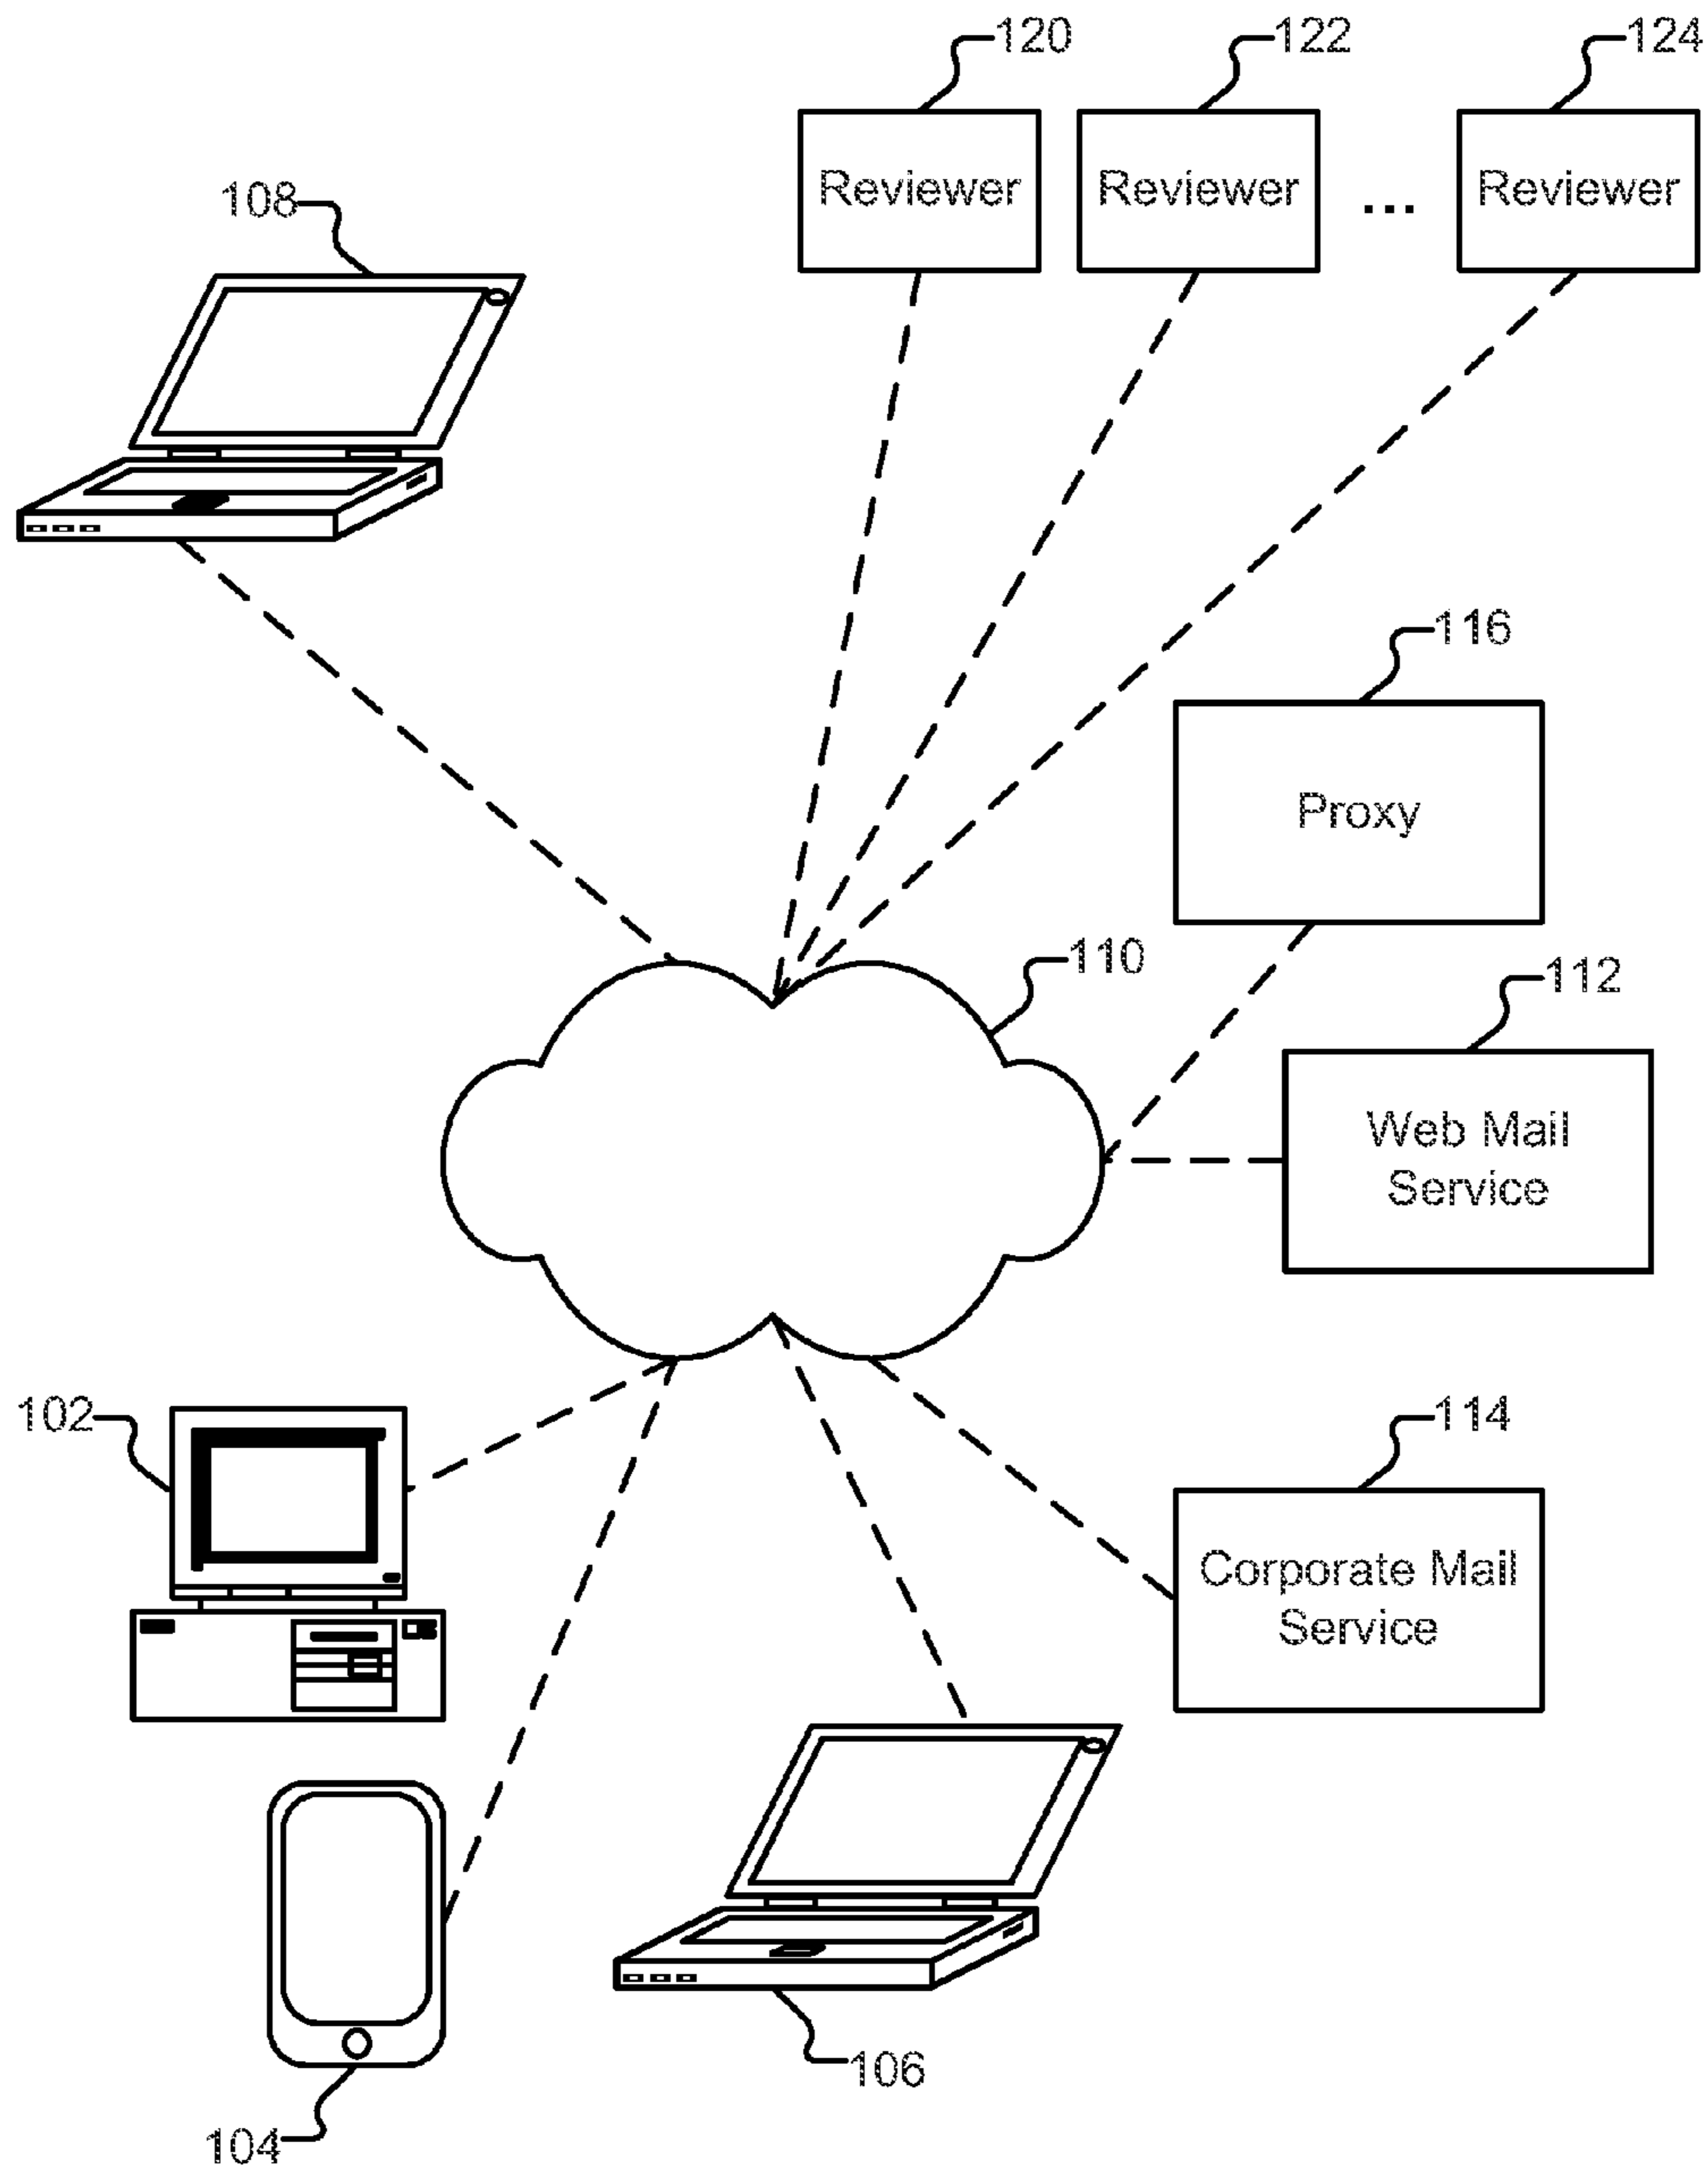 120
122
124
Reviewer
Reviewer
...
Reviewer
108
116
Proxy
110
112
Web Mail
Service
102
114
Corporate Mail
Service
106
104